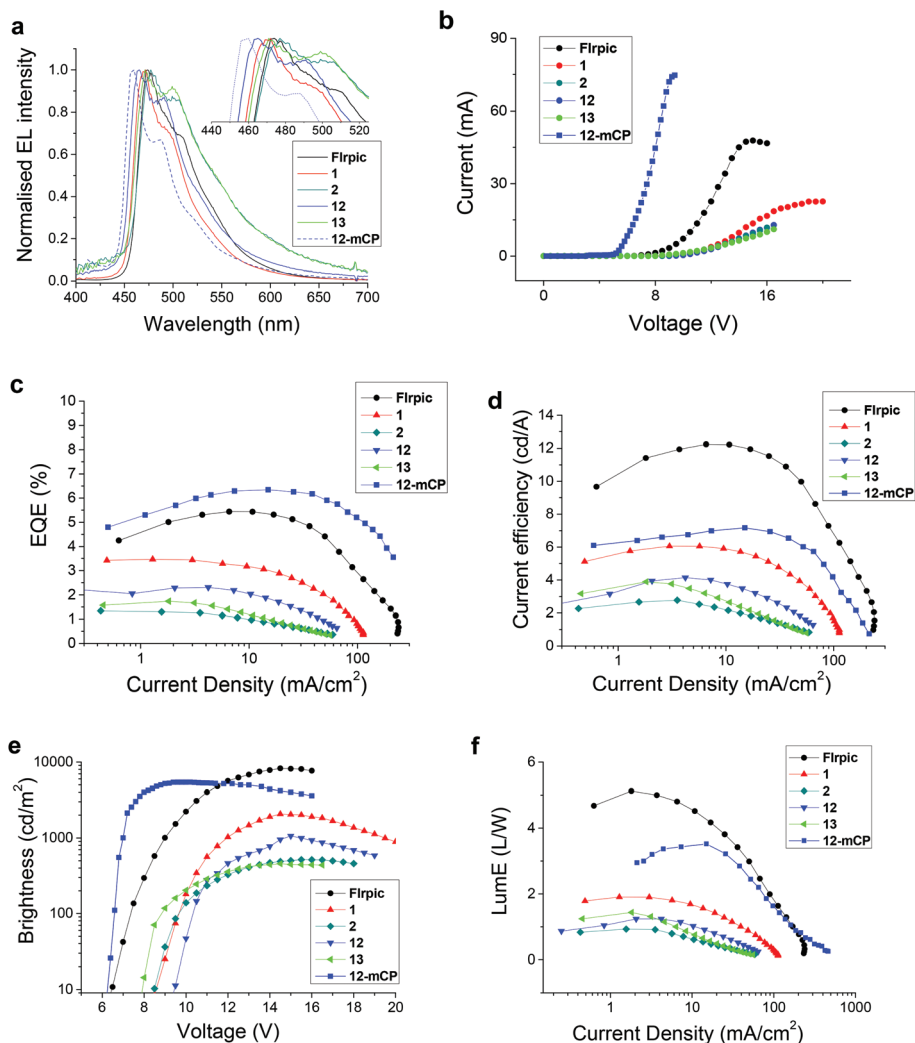 a
Normalised EL intensity
1.0
0.8
0.6
0.4
0.2
0.0
400 450 500 550 600 650 700
Wavelength (nm)
440 460 480 500 520
FIrpic
1
2
12
13
12-mCP
b
Current (mA)
90
60
30
0
0 8 16
Voltage (V)
FIrpic
1
2
12
13
12-mCP
c
EQE (%)
10
9
8
7
6
5
4
3
2
1
0
1 10 100
Current Density (mA/cm²)
FIrpic
1
2
12
13
12-mCP
d
Current efficiency (cd/A)
14
12
10
8
6
4
2
0
1 10 100
Current Density (mA/cm²)
FIrpic
1
2
12
13
12-mCP
e
Brightness (cd/m²)
10000
1000
100
10
6 8 10 12 14 16 18 20
Voltage (V)
FIrpic
1
2
12
13
12-mCP
f
LumE (L/W)
6
4
2
0
1 10 100 1000
Current Density (mA/cm²)
FIrpic
1
2
12
13
12-mCP